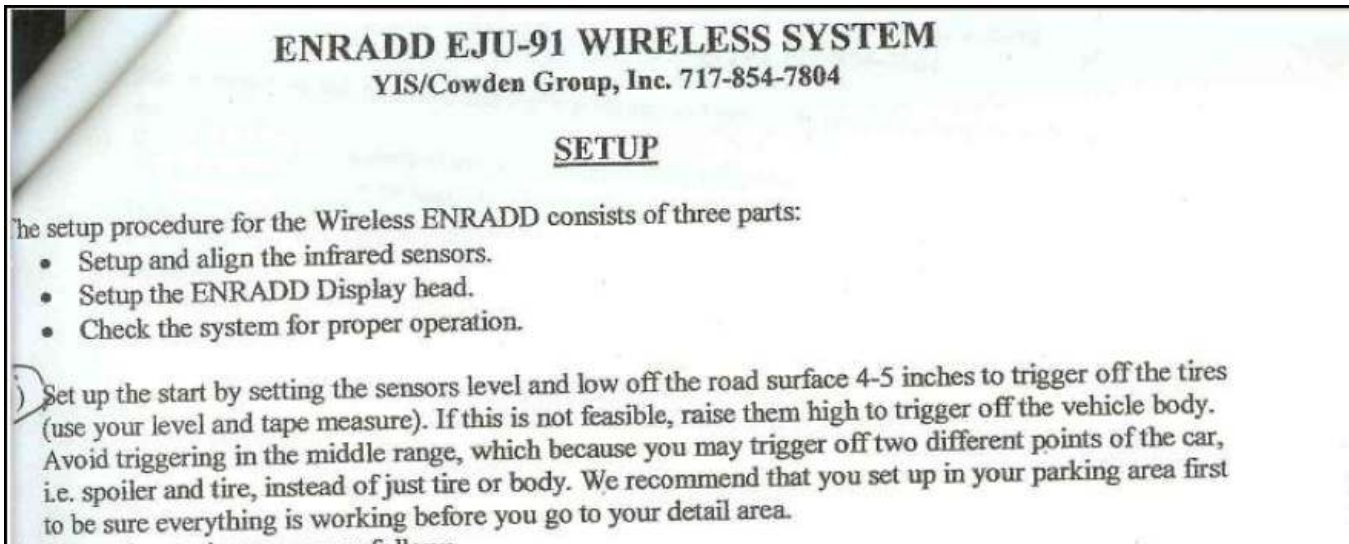 ENRADD EJU-91 WIRELESS SYSTEM
YIS/Cowden Group, Inc. 717-854-7804
SETUP
he setup procedure for the Wireless ENRADD consists of three parts:
• Setup and align the infrared sensors.
• Setup the ENRADD Display head.
• Check the system for proper operation.
) Set up the start by setting the sensors level and low off the road surface 4-5 inches to trigger off the tires
(use your level and tape measure). If this is not feasible, raise them high to trigger off the vehicle body.
Avoid triggering in the middle range, which because you may trigger off two different points of the car,
i.e. spoiler and tire, instead of just tire or body. We recommend that you set up in your parking area first
to be sure everything is working before you go to your detail area.